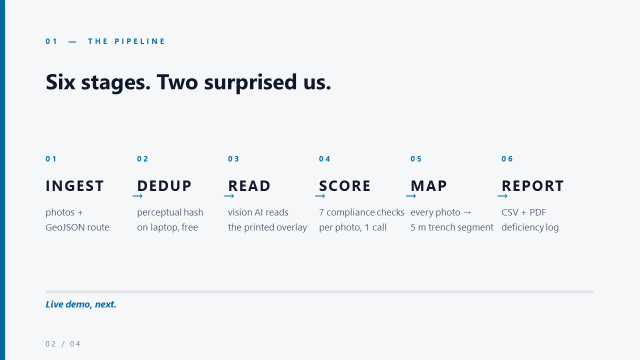 01 — THE PIPELINE
Six stages. Two surprised us.
01 02 03 04 05 06
INGEST → DEDUP → READ → SCORE → MAP → REPORT
photos + perceptual hash vision AI reads 7 compliance checks every photo → CSV + PDF
GeoJSON route on laptop, free the printed overlay per photo, 1 call 5 m trench segment deficiency log
Live demo, next.
02 / 04